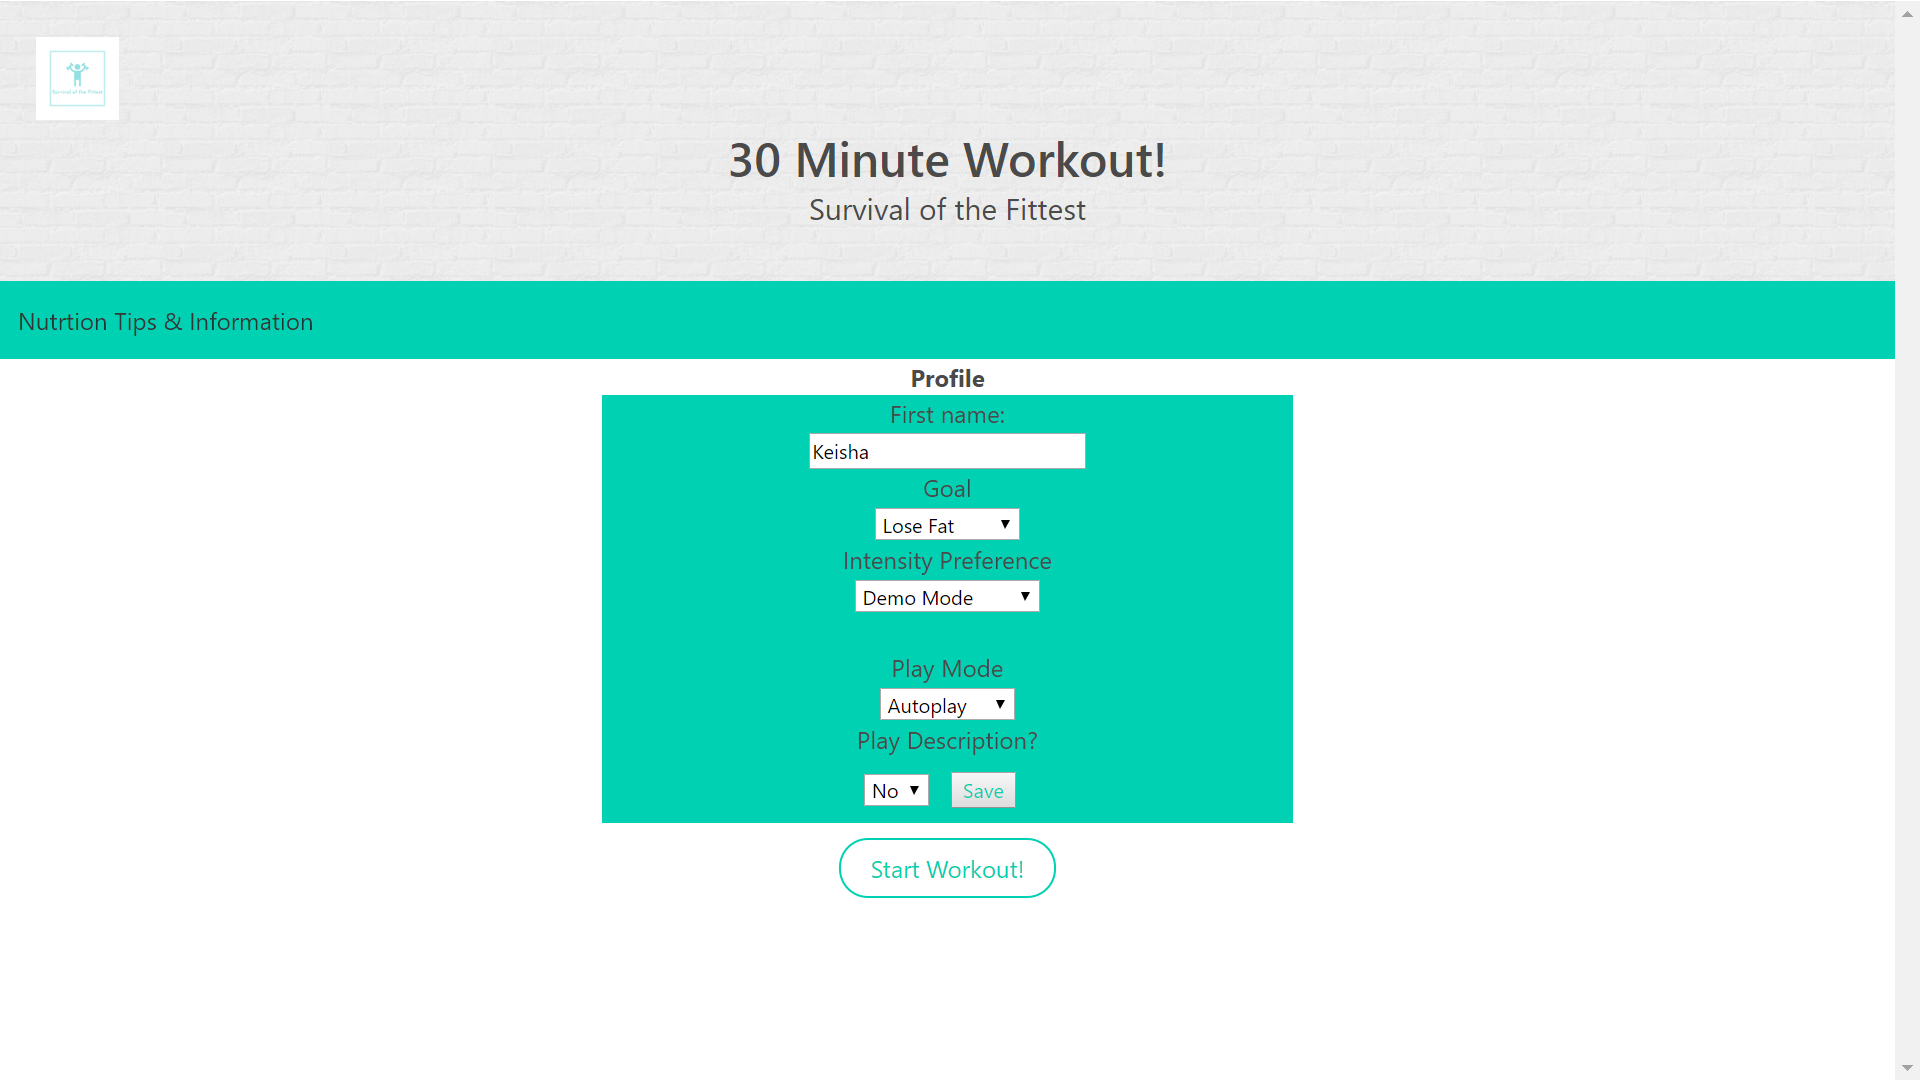 Survival of the Fittest
30 Minute Workout!
Survival of the Fittest
Nutrtion Tips & Information
Profile
First name:
Keisha
Goal
Lose Fat
Intensity Preference
Demo Mode
Play Mode
Autoplay
Play Description?
No Save
Start Workout!